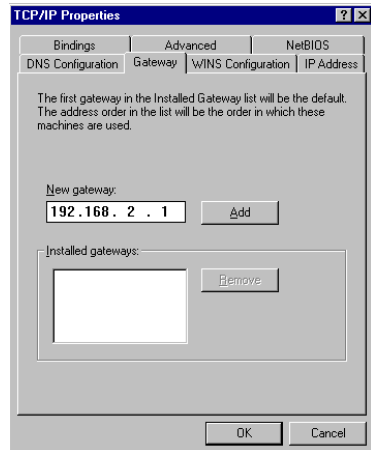 TCP/IP Properties
Bindings Advanced NetBIOS
DNS Configuration Gateway WINS Configuration IP Address
The first gateway in the Installed Gateway list will be the default.
The address order in the list will be the order in which these
machines are used.
New gateway:
192.168. 2 . 1 Add
Installed gateways:
Remove
OK Cancel